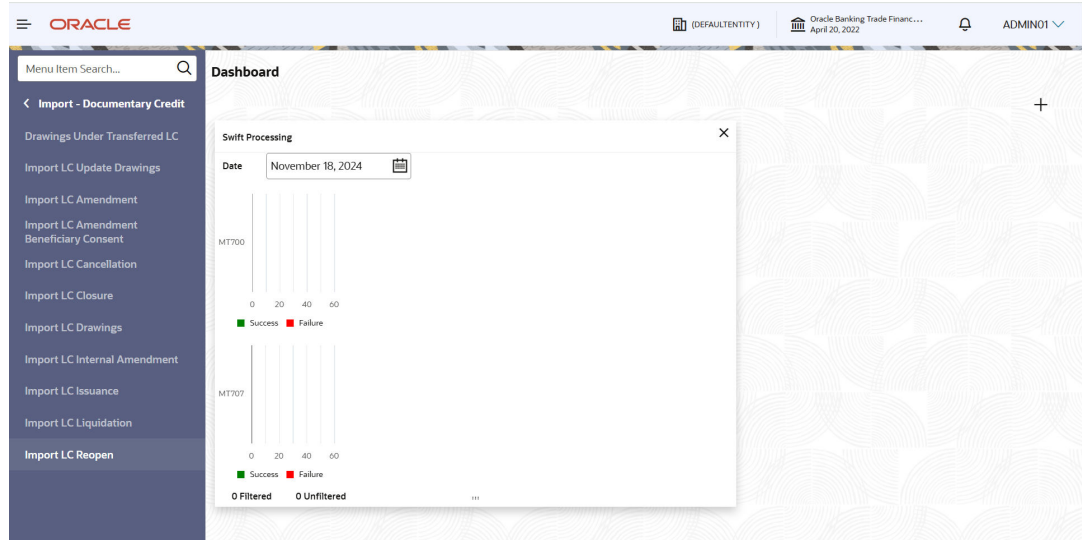 ORACLE
(DEFAULTENTITY)
Oracle Banking Trade Financ...
April 20, 2022
ADMIN01
Menu Item Search...
Import - Documentary Credit
Drawings Under Transferred LC
Import LC Update Drawings
Import LC Amendment
Import LC Amendment
Beneficiary Consent
Import LC Cancellation
Import LC Closure
Import LC Drawings
Import LC Internal Amendment
Import LC Issuance
Import LC Liquidation
Import LC Reopen
Dashboard
Swift Processing
Date November 18, 2024
MT700
0 20 40 60
Success Failure
MT707
0 20 40 60
Success Failure
0 Filtered 0 Unfiltered